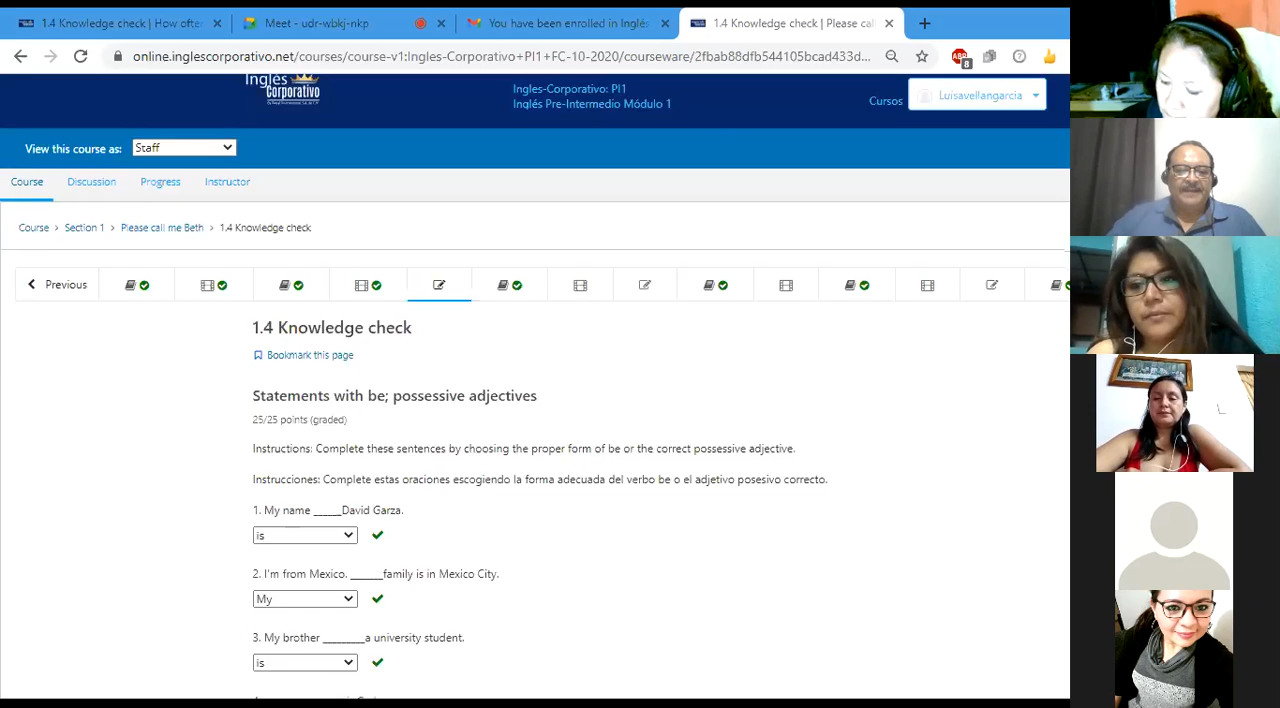 1.4 Knowledge check | How ofte
Meet - udr-wbkj-nkp
You have been enrolled in Inglés
1.4 Knowledge check | Please cal
online.inglescorporativo.net/courses/course-v1:Ingles-Corporativo+PI1+FC-10-2020/courseware/2fbab88dfb544105bcad433d...
ABP
8
Inglés
Corporativo
Ingles-Corporativo: PI1
Inglés Pre-Intermedio Módulo 1
Cursos
Luisavellangarcia
View this course as:
Staff
Course
Discussion
Progress
Instructor
Course > Section 1 > Please call me Beth > 1.4 Knowledge check
Previous
1.4 Knowledge check
Bookmark this page
Statements with be; possessive adjectives
25/25 points (graded)
Instructions: Complete these sentences by choosing the proper form of be or the correct possessive adjective.
Instrucciones: Complete estas oraciones escogiendo la forma adecuada del verbo be o el adjetivo posesivo correcto.
1. My name ______David Garza.
is
2. I'm from Mexico. ______family is in Mexico City.
My
3. My brother ________a university student.
is